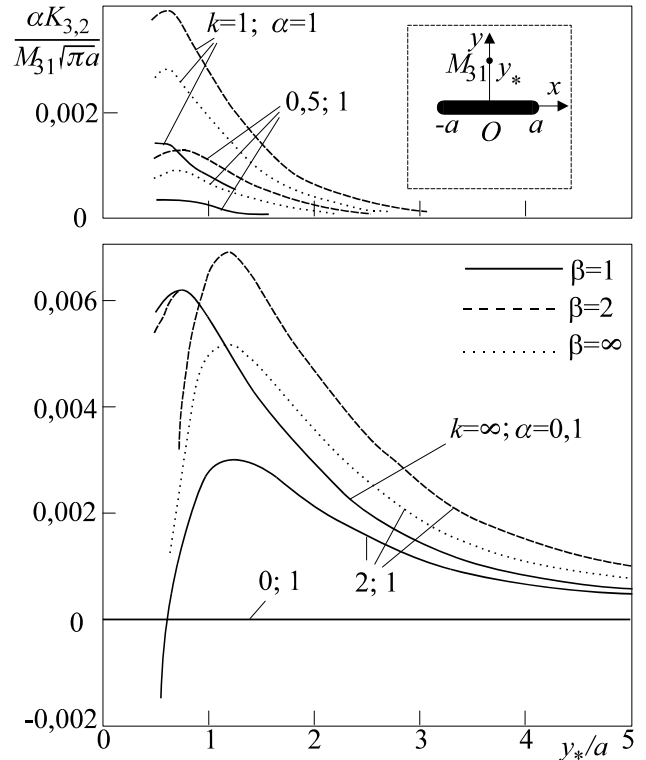 αK₃,₂
M₃₁√πa
k=1; α=1
0,5; 1
0,002
0
y
M₃₁ y*
x
-a O a
0,006
0,004
0,002
0
-0,002
β=1
β=2
β=∞
k=∞; α=0,1
2; 1
0; 1
0 1 2 3 4 5
y*/a